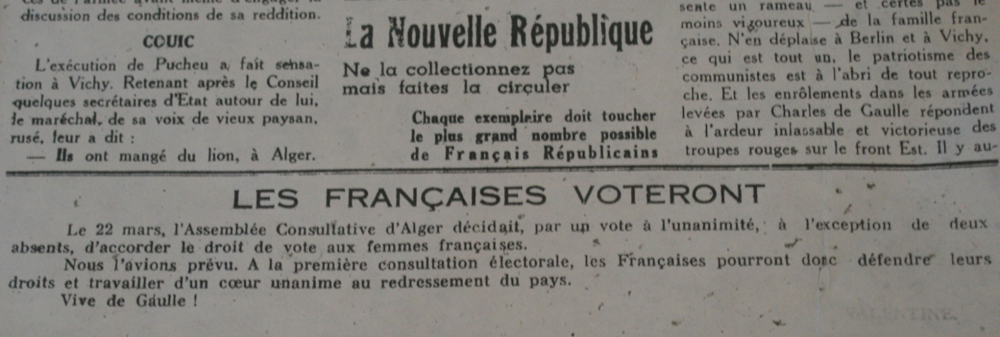 discussion des conditions de sa reddition.
COUIC
L'exécution de Pucheu a fait sensa-
tion à Vichy. Retenant après le Conseil
quelques secrétaires d'Etat autour de lui,
le maréchal, de sa voix de vieux paysan,
rusé, leur a dit :
— Ils ont mangé du lion, à Alger.
La Nouvelle République
Ne la collectionnez pas
mais faites la circuler
Chaque exemplaire doit toucher
le plus grand nombre possible
de Français Républicains
sente un rameau — et certes pas le
moins vigoureux — de la famille fran-
çaise. N'en déplaise à Berlin et à Vichy,
ce qui est tout un, le patriotisme des
communistes est à l'abri de tout repro-
che. Et les enrôlements dans les armées
levées par Charles de Gaulle répondent
à l'ardeur inlassable et victorieuse des
troupes rouges sur le front Est. Il y au-
LES FRANÇAISES VOTERONT
Le 22 mars, l'Assemblée Consultative d'Alger décidait, par un vote à l'unanimité, à l'exception de deux
absents, d'accorder le droit de vote aux femmes françaises.
Nous l'avions prévu. A la première consultation électorale, les Françaises pourront donc défendre leurs
droits et travailler d'un cœur unanime au redressement du pays.
Vive de Gaulle !
VALENTINE.